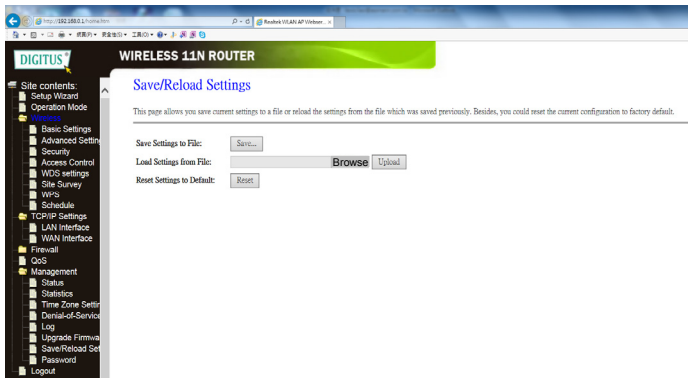 http://192.168.0.1/home.htm
Realtek WLAN AP Webser...
DIGITUS
WIRELESS 11N ROUTER
Site contents:
Setup Wizard
Operation Mode
Wireless
Basic Settings
Advanced Setting
Security
Access Control
WDS settings
Site Survey
WPS
Schedule
TCP/IP Settings
LAN Interface
WAN Interface
Firewall
QoS
Management
Status
Statistics
Time Zone Settin
Denial-of-Service
Log
Upgrade Firmwa
Save/Reload Set
Password
Logout
Save/Reload Settings
This page allows you save current settings to a file or reload the settings from the file which was saved previously. Besides, you could reset the current configuration to factory default.
Save Settings to File: Save...
Load Settings from File: Browse Upload
Reset Settings to Default: Reset